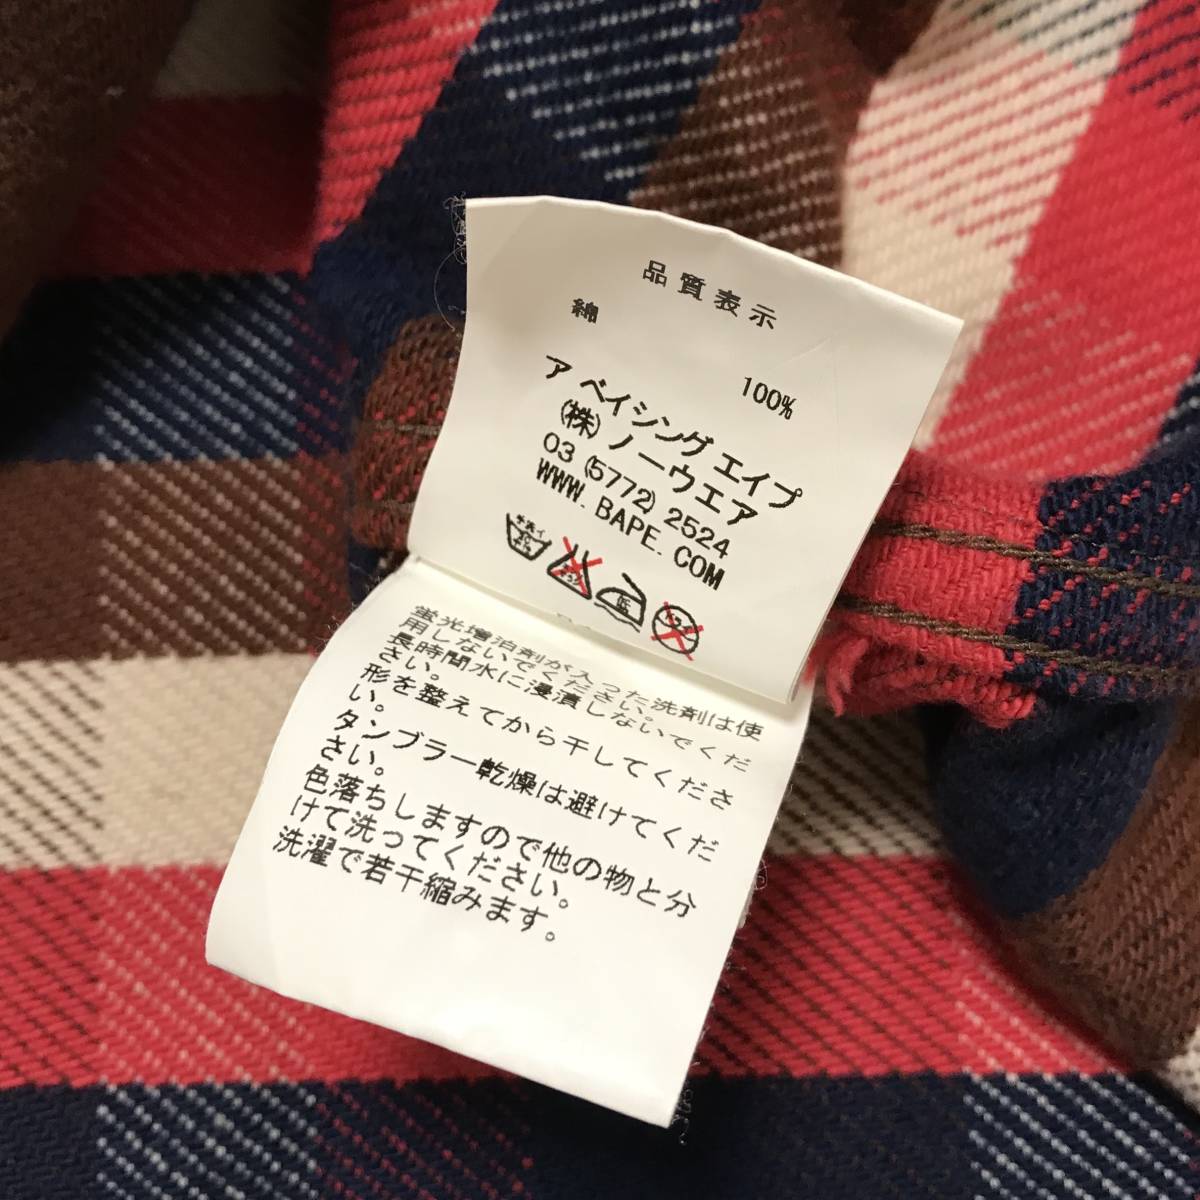 品質表示
綿
100%
ア ベイシング エイプ
(株) ノーウエア
03 (5772) 2524
WWW. BAPE. COM
手洗イ
蛍光増泊剤が入った洗剤は使
用しないでください。
長時間水に浸漬しないでくだ
さい。
形を整えてから干してくださ
い。
タンブラー乾燥は避けてくだ
さい。
色落ちしますので他の物と分
けて洗ってください。
洗濯で若干縮みます。